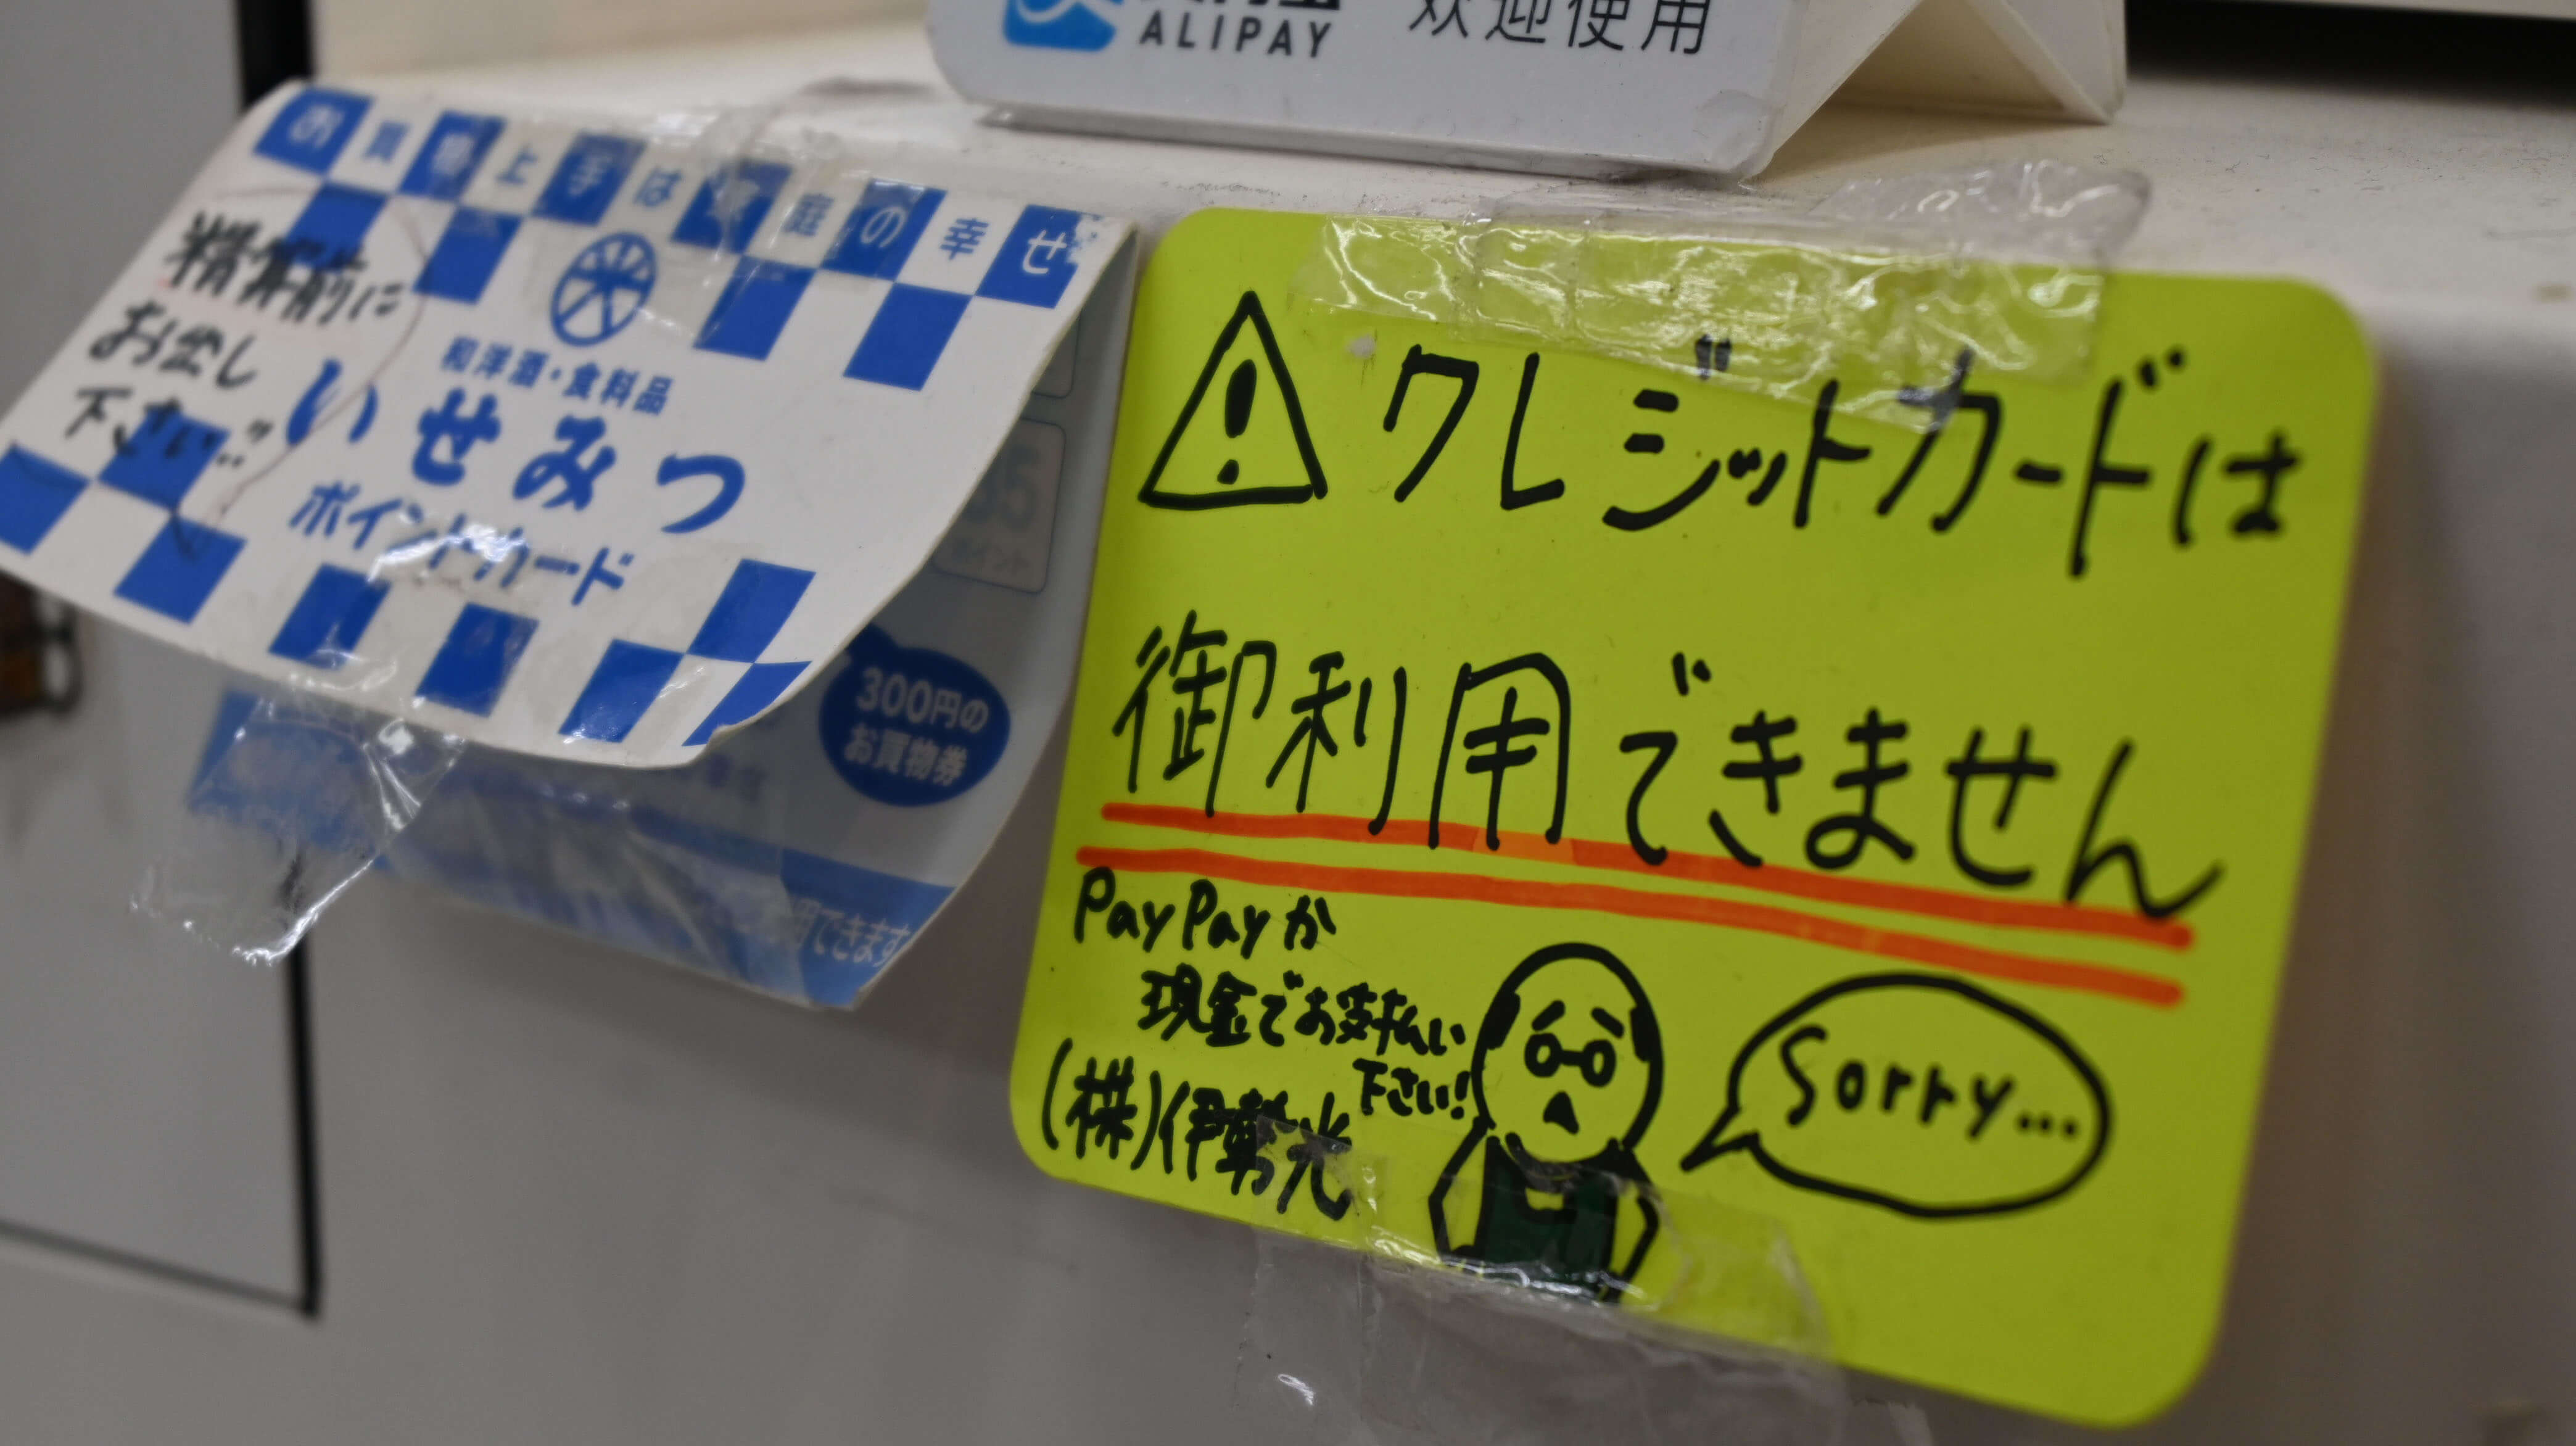 ALIPAY 欢迎使用
お買物上手は家庭の幸せ
精算前に
お出し
下さい!!
和洋酒・食料品
いせみつ
ポイントカード
300円の
お買物券
用できます
クレジットカードは
御利用できません
PayPayか
現金でお支払い
下さい!
(株)伊勢光
Sorry...